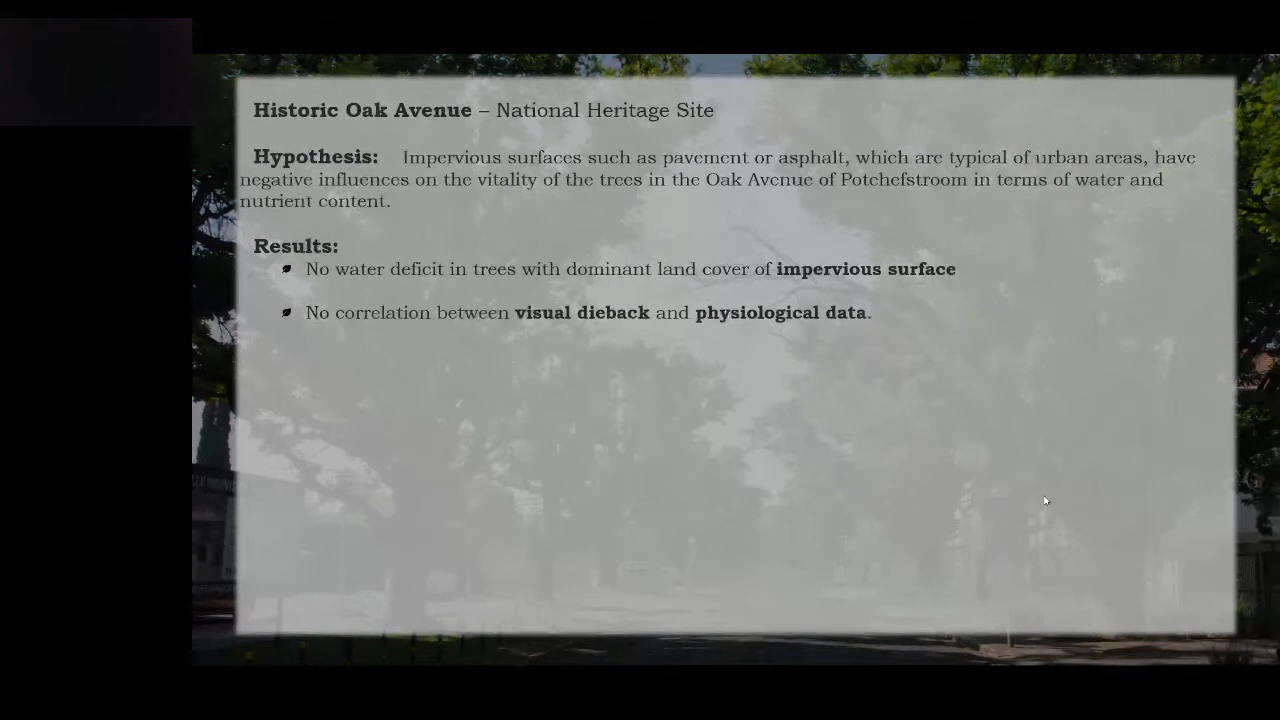 Historic Oak Avenue – National Heritage Site
Hypothesis: Impervious surfaces such as pavement or asphalt, which are typical of urban areas, have
negative influences on the vitality of the trees in the Oak Avenue of Potchefstroom in terms of water and
nutrient content.
Results:
No water deficit in trees with dominant land cover of impervious surface
No correlation between visual dieback and physiological data.